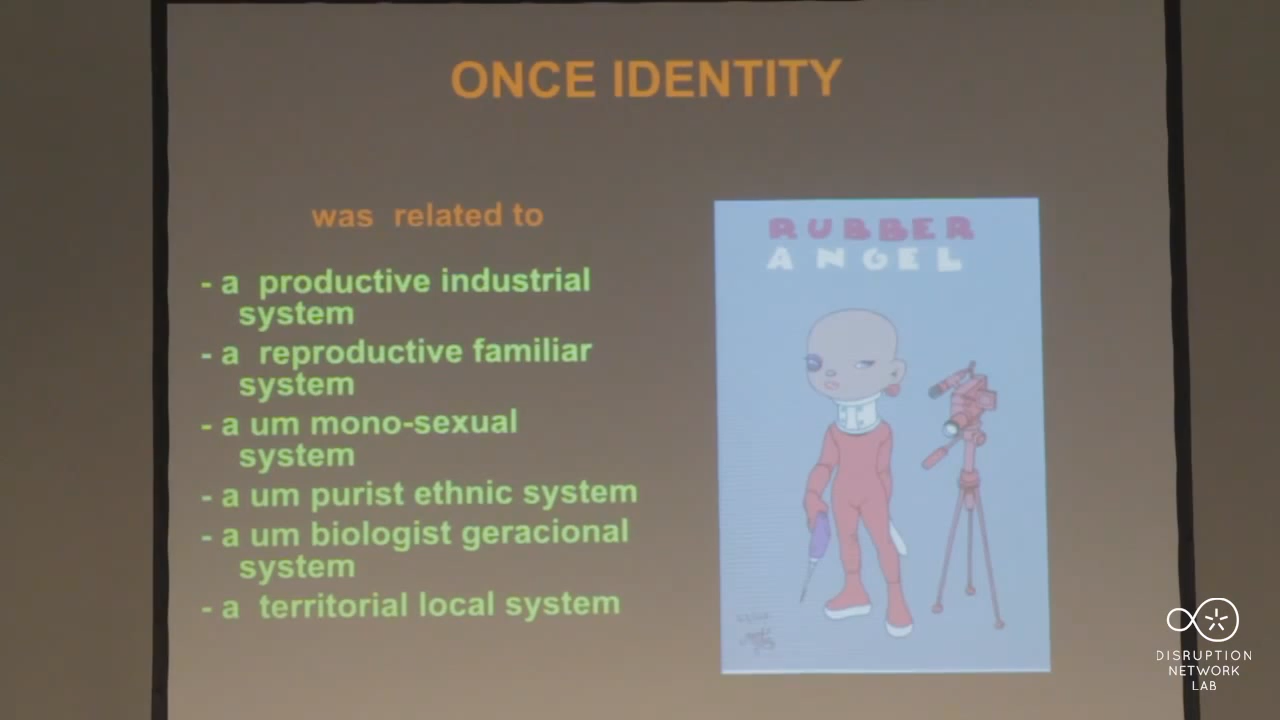 ONCE IDENTITY
was related to
- a productive industrial
system
- a reproductive familiar
system
- a um mono-sexual
system
- a um purist ethnic system
- a um biologist geracional
system
- a territorial local system
RUBBER
ANGEL
DISRUPTION
NETWORK
LAB